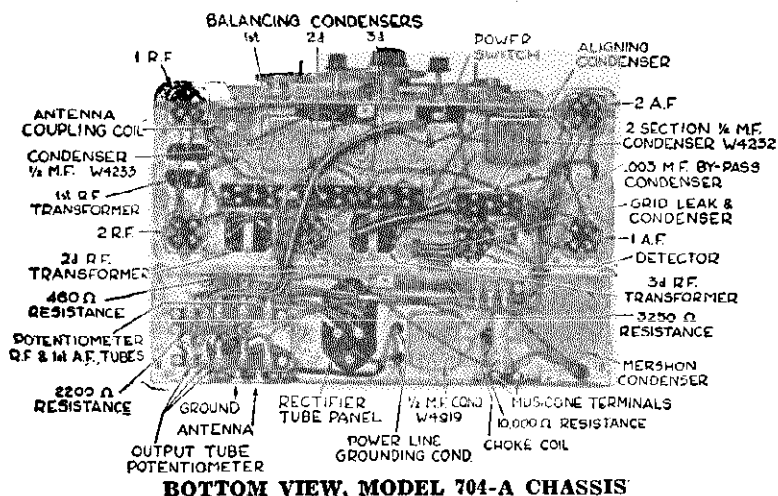 BALANCING CONDENSERS
1st
2d
3d
POWER
SWITCH
ALIGNING
CONDENSER
1 R.F.
ANTENNA
COUPLING COIL
CONDENSER
½ M.F. W4233
1st R.F.
TRANSFORMER
2 R.F.
2d R.F.
TRANSFORMER
460 Ω
RESISTANCE
POTENTIOMETER
R.F & 1st A.F. TUBES
2200 Ω
RESISTANCE
2 A.F
2 SECTION ¼ M.F.
CONDENSER W4232
.003 M.F. BY-PASS
CONDENSER
GRID LEAK &
CONDENSER
1 A.F
DETECTOR
3d R.F.
TRANSFORMER
3250 Ω
RESISTANCE
MERSHON
CONDENSER
GROUND
ANTENNA
OUTPUT TUBE
POTENTIOMETER
RECTIFIER
TUBE PANEL
POWER LINE
GROUNDING COND.
½ M.F. COND
W4919
MUSICONE TERMINALS
10,000 Ω RESISTANCE
CHOKE COIL
BOTTOM VIEW, MODEL 704-A CHASSIS